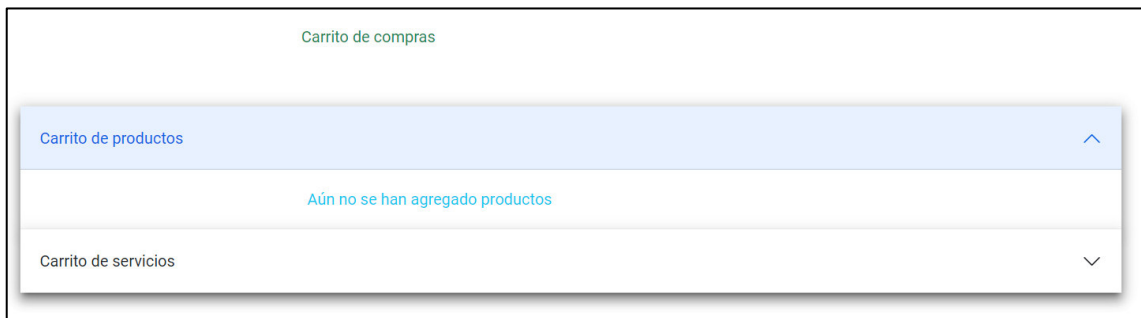 Carrito de compras
Carrito de productos
Aún no se han agregado productos
Carrito de servicios